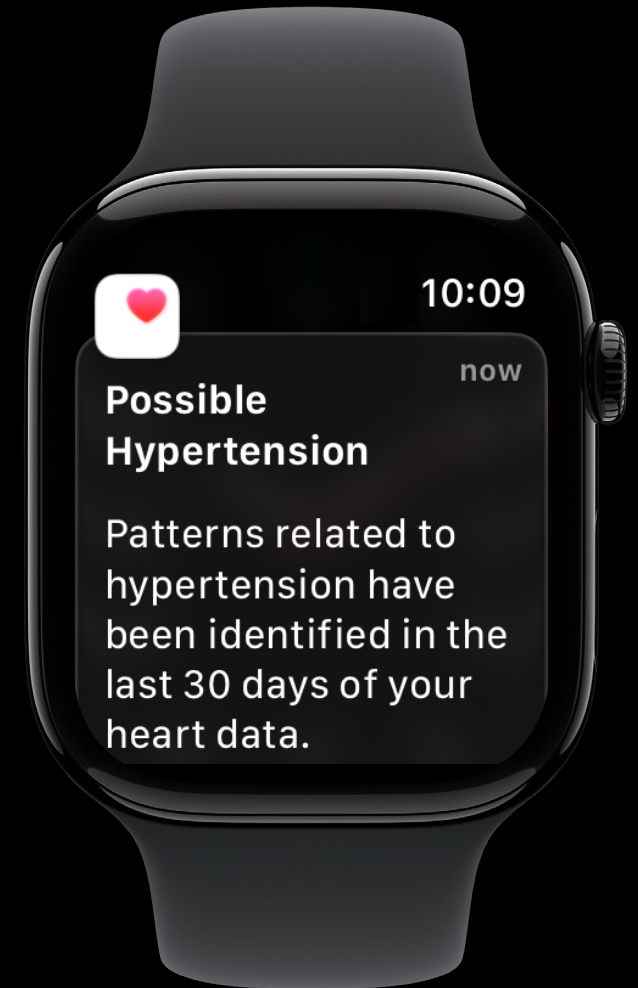 10:09
now
Possible
Hypertension
Patterns related to
hypertension have
been identified in the
last 30 days of your
heart data.